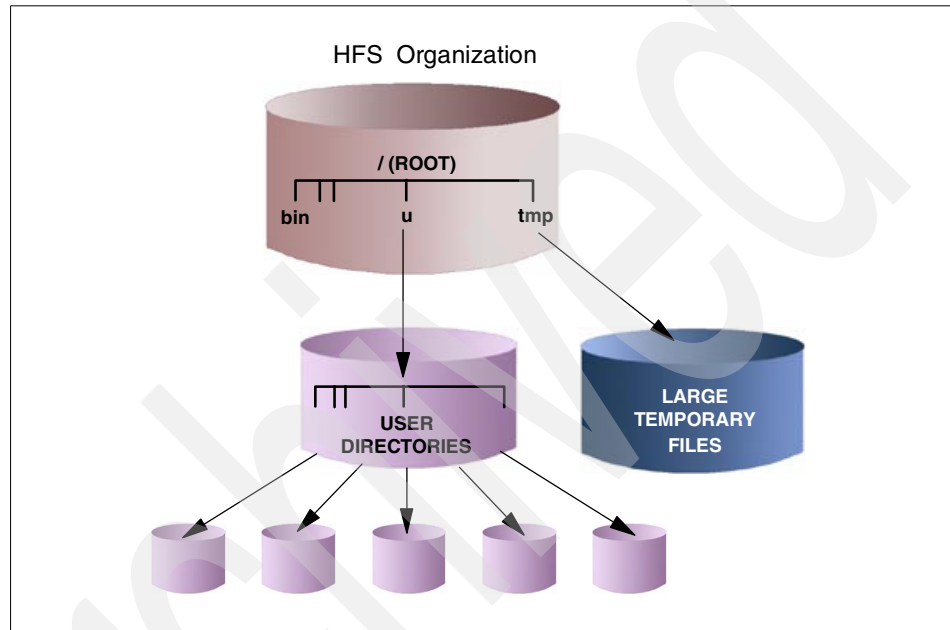 HFS Organization
/ (ROOT)
bin u tmp
USER
DIRECTORIES
LARGE
TEMPORARY
FILES